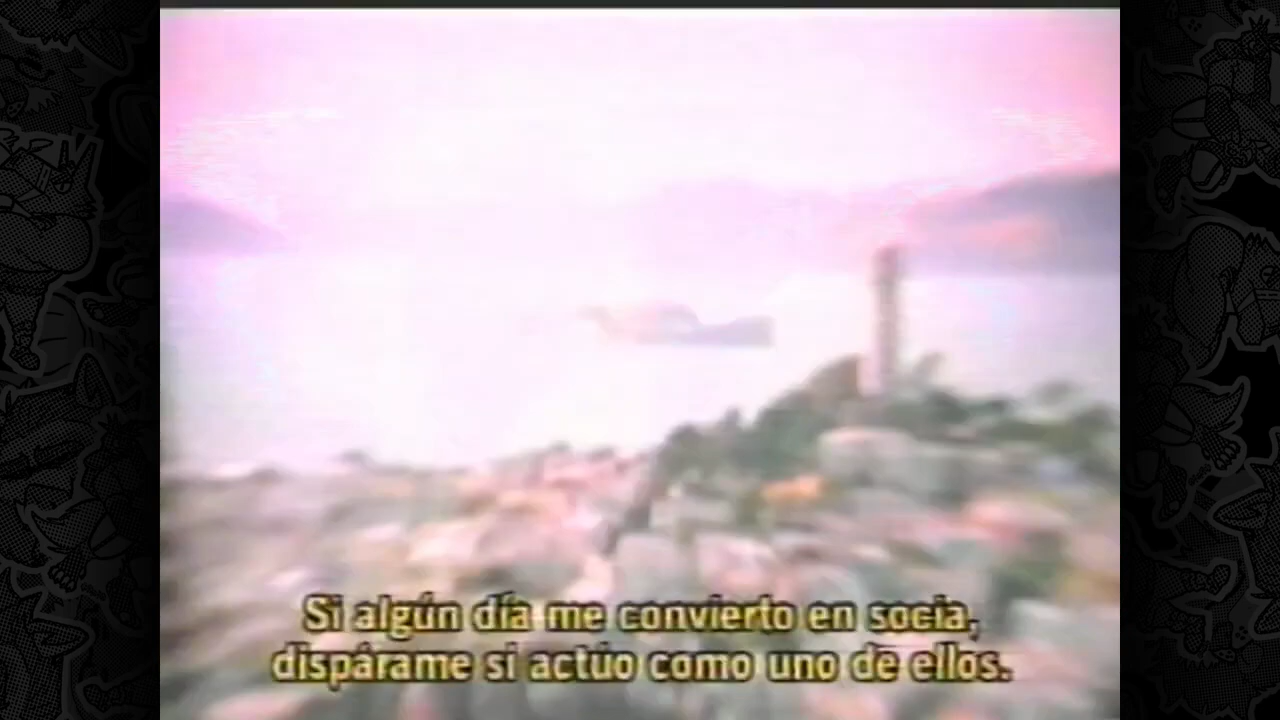 Si algún día me convierto en socia,
dispárame si actúo como uno de ellos.